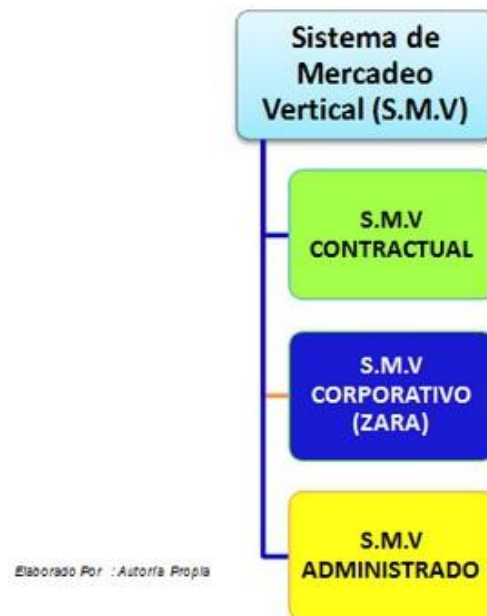 Sistema de
Mercadeo
Vertical (S.M.V)
S.M.V
CONTRACTUAL
S.M.V
CORPORATIVO
(ZARA)
S.M.V
ADMINISTRADO
Elaborado Por : Autoría Propia